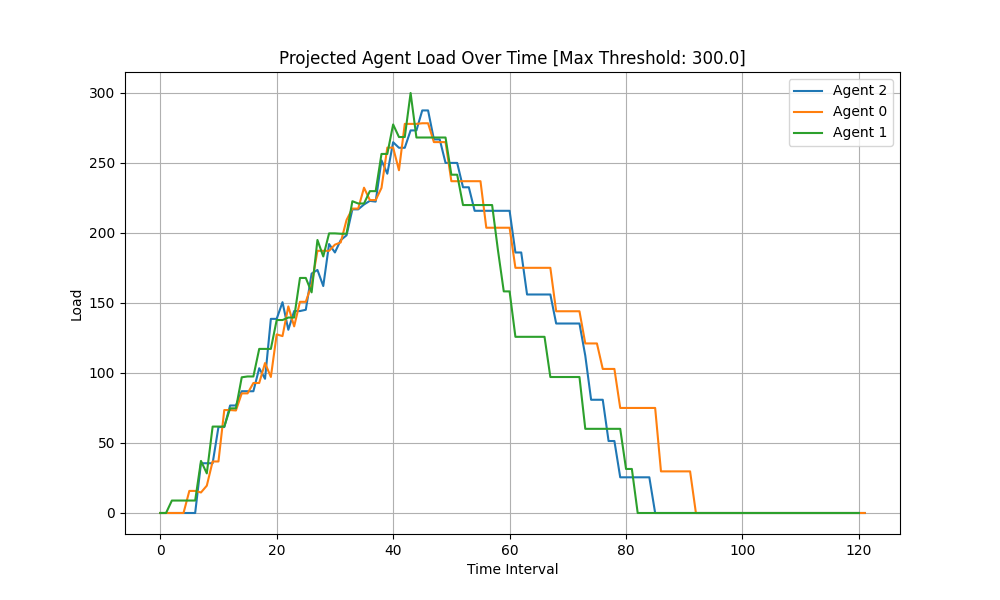 Projected Agent Load Over Time [Max Threshold: 300.0]
Agent 2
Agent 0
Agent 1
300
250
200
150
100
50
0
Load
0 20 40 60 80 100 120
Time Interval